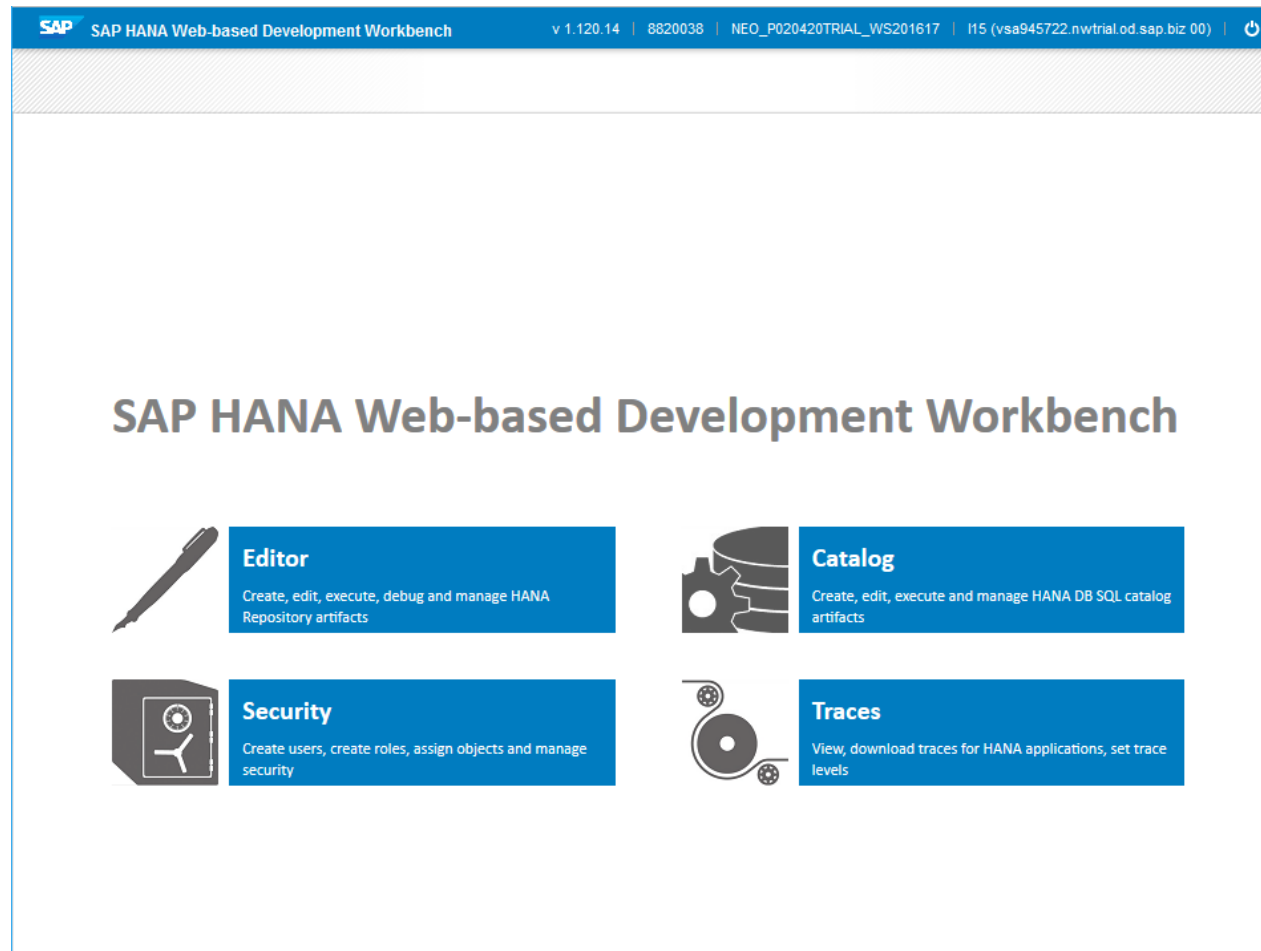 SAP SAP HANA Web-based Development Workbench v 1.120.14 | 8820038 | NEO_P020420TRIAL_WS201617 | I15 (vsa945722.nwtrial.od.sap.biz 00) |
SAP HANA Web-based Development Workbench
Editor
Create, edit, execute, debug and manage HANA
Repository artifacts
Catalog
Create, edit, execute and manage HANA DB SQL catalog
artifacts
Security
Create users, create roles, assign objects and manage
security
Traces
View, download traces for HANA applications, set trace
levels